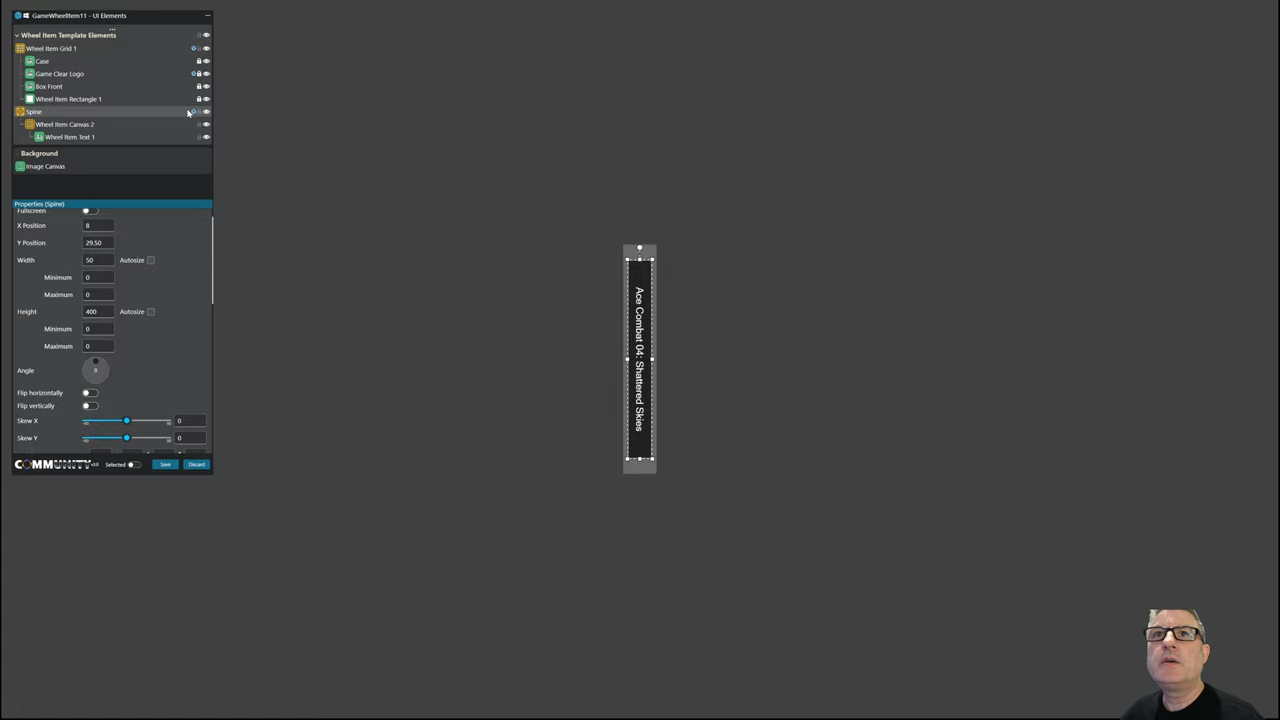 GameWheelItem11 - UI Elements
Wheel Item Template Elements
Wheel Item Grid 1
Case
Game Clear Logo
Box Front
Wheel Item Rectangle 1
Spine
Wheel Item Canvas 2
Wheel Item Text 1
Background
Image Canvas
Properties (Spine)
Fullscreen
X Position 8
Y Position 29.50
Width 50 Autosize
Minimum 0
Maximum 0
Height 400 Autosize
Minimum 0
Maximum 0
Angle 0
Flip horizontally
Flip vertically
Skew X 0
Skew Y 0
COMMUNITY Selected Save Discard
Ace Combat 04: Shattered Skies